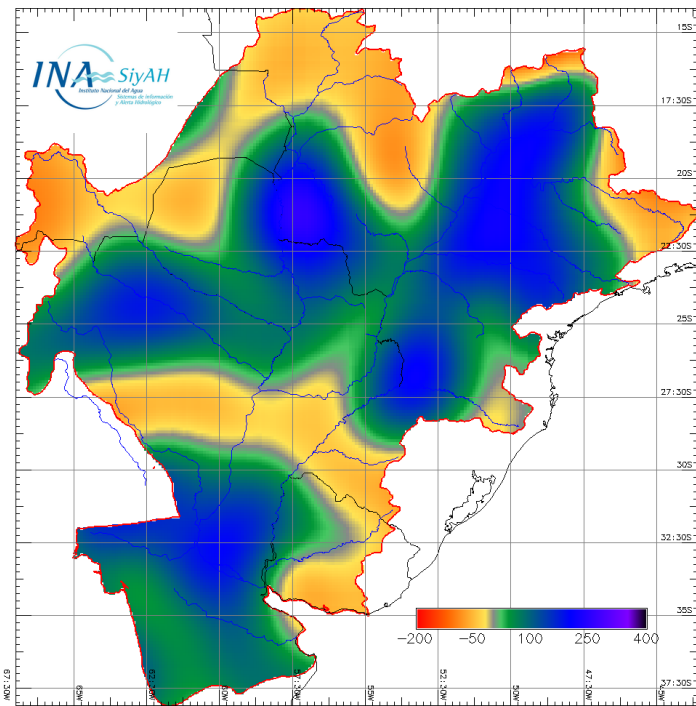 INA SiyAH
Instituto Nacional del Agua
Sistemas de Información
y Alerta Hidrológico
15S
17:30S
20S
22:30S
25S
27:30S
30S
32:30S
35S
37:30S
−200 −50 100 250 400
67:30W 65W 62:30W 60W 57:30W 55W 52:30W 50W 47:30W 45W